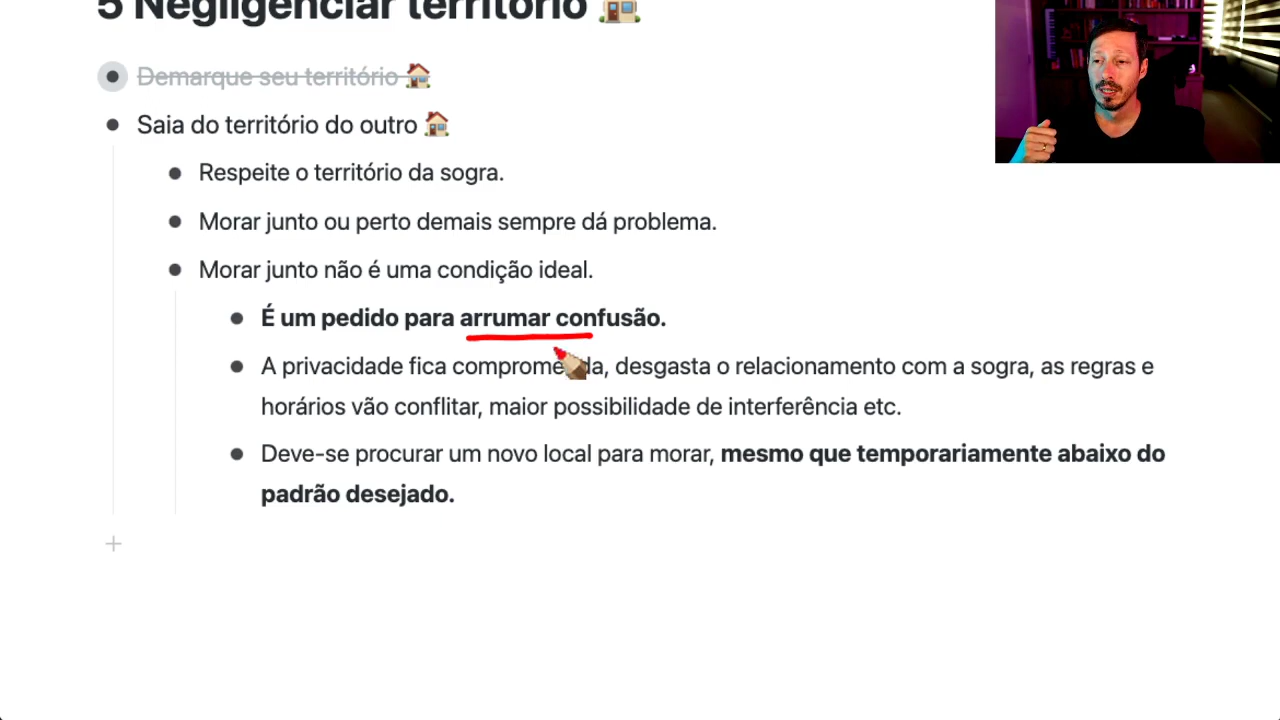 5 Negligenciar território
Demarque seu território
Saia do território do outro
Respeite o território da sogra.
Morar junto ou perto demais sempre dá problema.
Morar junto não é uma condição ideal.
É um pedido para arrumar confusão.
A privacidade fica comprometida, desgasta o relacionamento com a sogra, as regras e
horários vão conflitar, maior possibilidade de interferência etc.
Deve-se procurar um novo local para morar, mesmo que temporariamente abaixo do
padrão desejado.